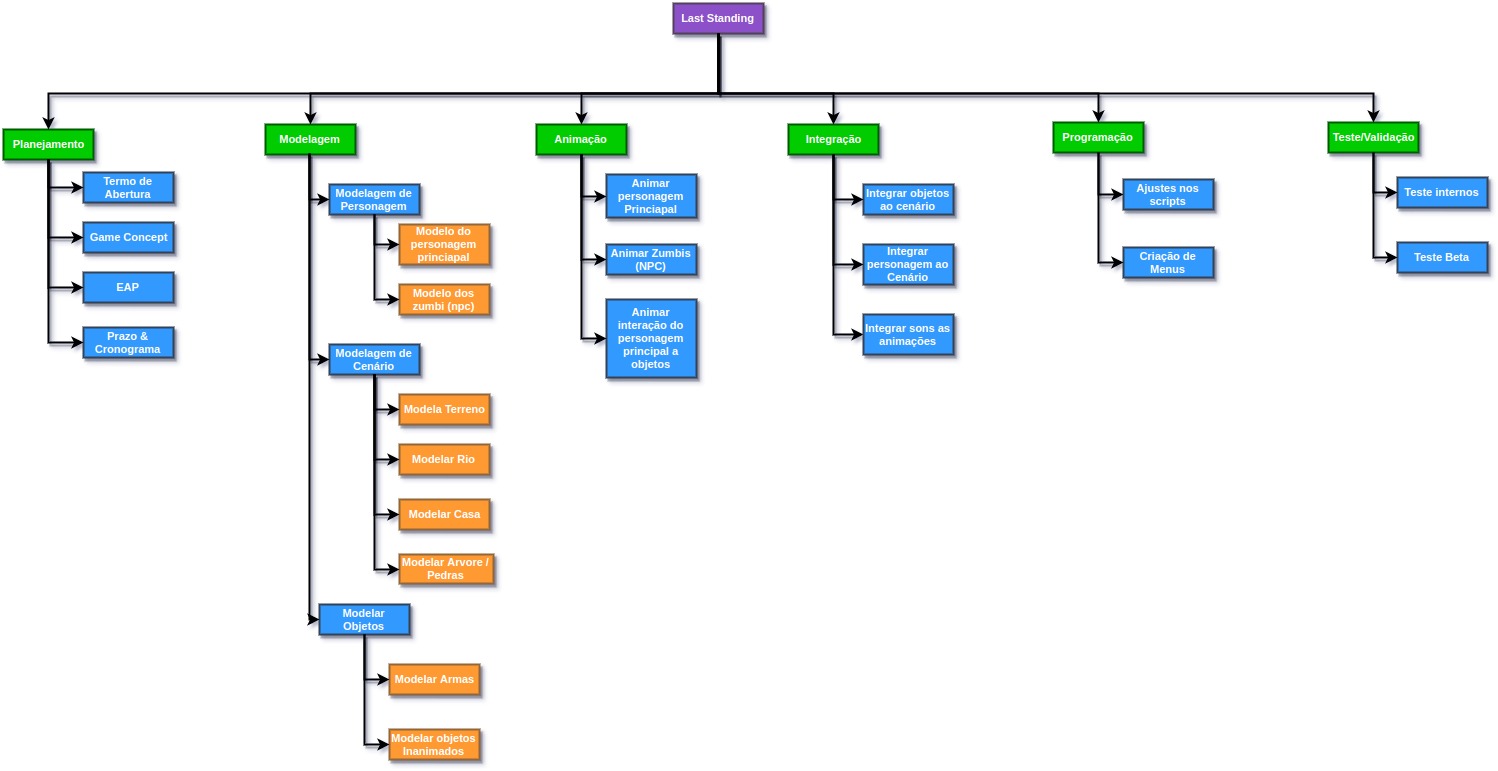 Last Standing
Planejamento
Termo de
Abertura
Game Concept
EAP
Prazo &
Cronograma
Modelagem
Modelagem de
Personagem
Modelo do
personagem
princiapal
Modelo dos
zumbi (npc)
Modelagem de
Cenário
Modela Terreno
Modelar Rio
Modelar Casa
Modelar Arvore /
Pedras
Modelar
Objetos
Modelar Armas
Modelar objetos
Inanimados
Animação
Animar
personagem
Princiapal
Animar Zumbis
(NPC)
Animar
interação do
personagem
principal a
objetos
Integração
Integrar objetos
ao cenário
Integrar
personagem ao
Cenário
Integrar sons as
animações
Programação
Ajustes nos
scripts
Criação de
Menus
Teste/Validação
Teste internos
Teste Beta